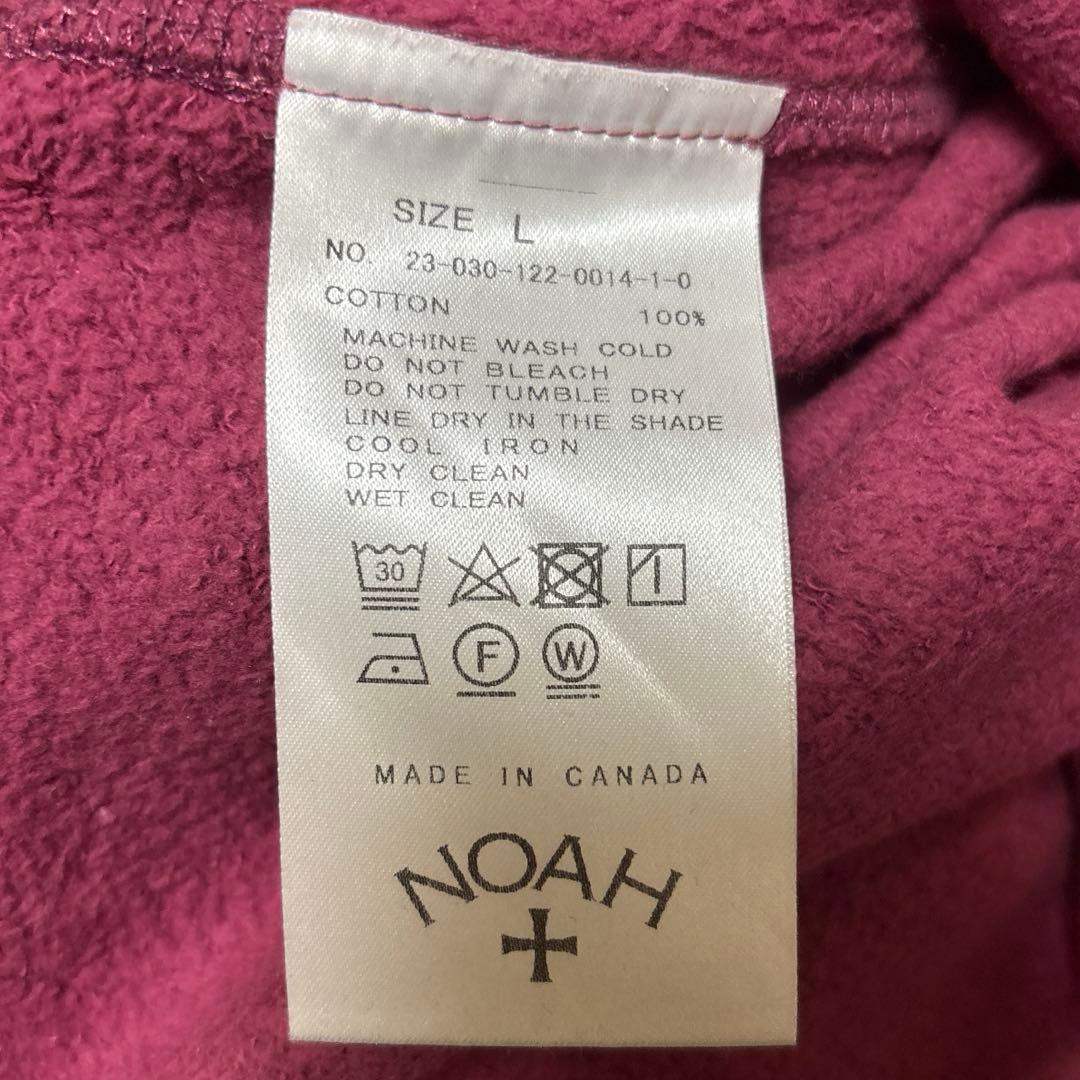 SIZE L
NO. 23-030-122-0014-1-0
COTTON 100%
MACHINE WASH COLD
DO NOT BLEACH
DO NOT TUMBLE DRY
LINE DRY IN THE SHADE
COOL IRON
DRY CLEAN
WET CLEAN
30
F W
MADE IN CANADA
NOAH